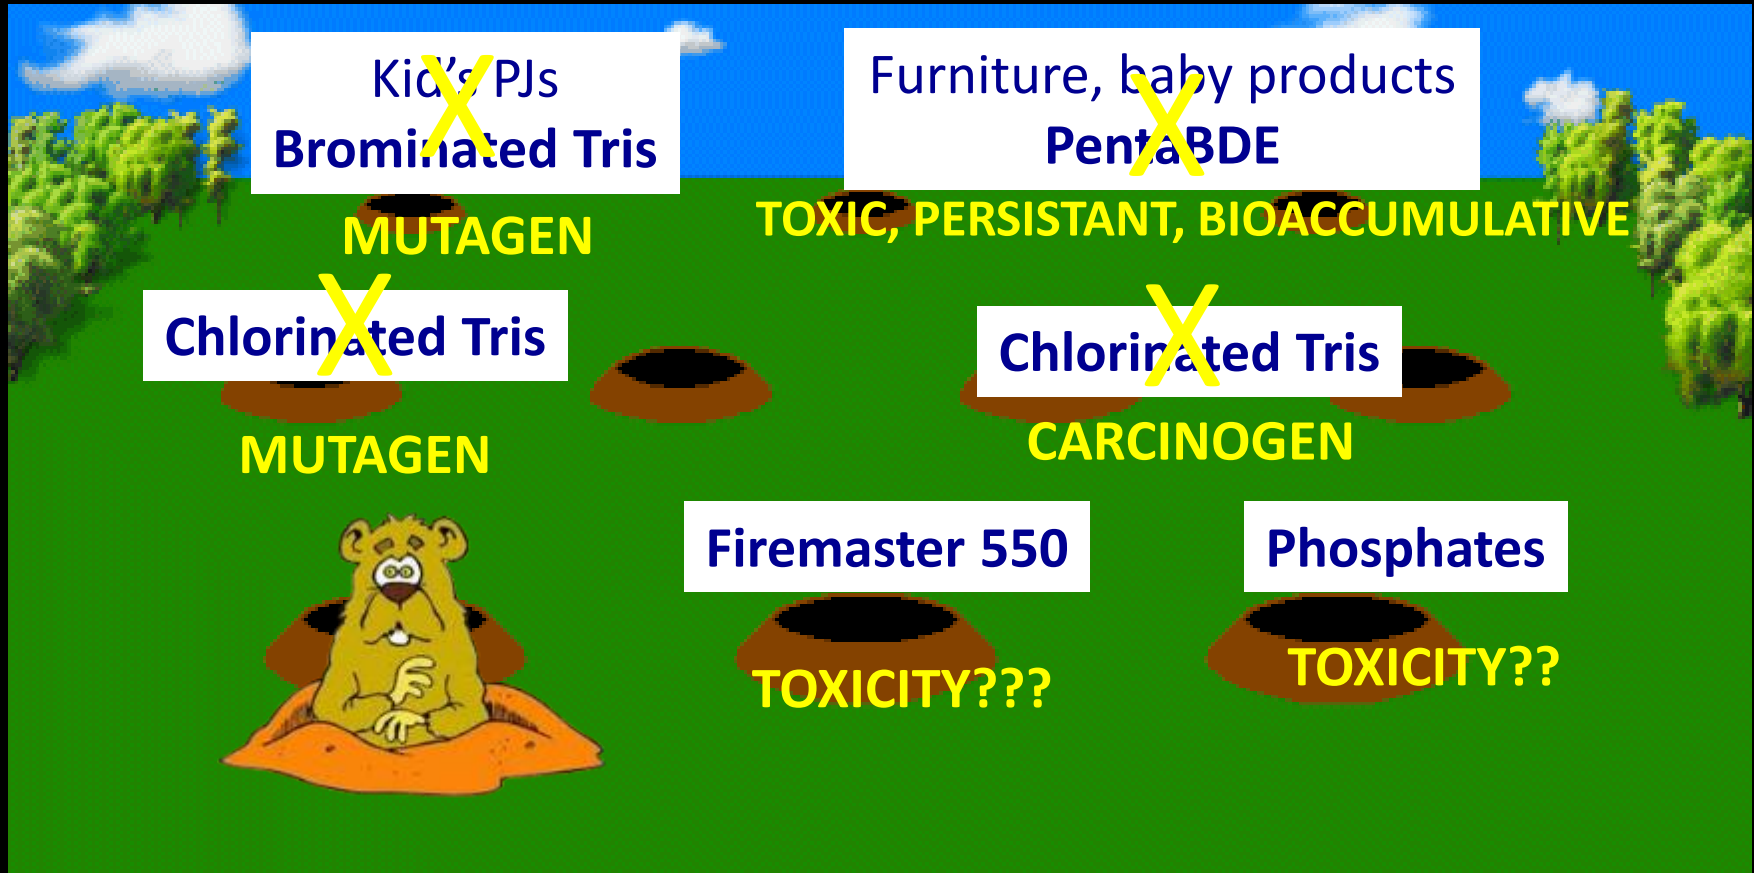 Kid's PJs
Brominated Tris
MUTAGEN
Furniture, baby products
PentaBDE
TOXIC, PERSISTANT, BIOACCUMULATIVE
X
X
Chlorinated Tris
X
MUTAGEN
Chlorinated Tris
X
CARCINOGEN
Firemaster 550
TOXICITY???
Phosphates
TOXICITY??